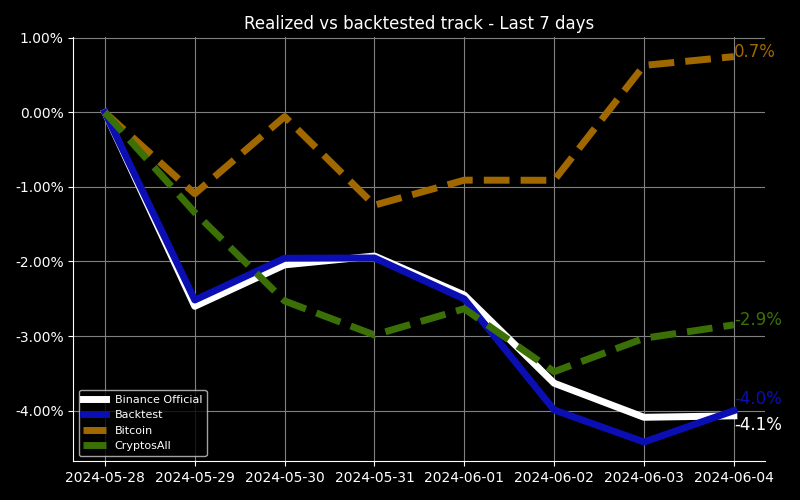 Realized vs backtested track - Last 7 days
1.00%
0.00%
-1.00%
-2.00%
-3.00%
-4.00%
0.7%
-2.9%
-4.0%
-4.1%
Binance Official
Backtest
Bitcoin
CryptosAll
2024-05-28 2024-05-29 2024-05-30 2024-05-31 2024-06-01 2024-06-02 2024-06-03 2024-06-04